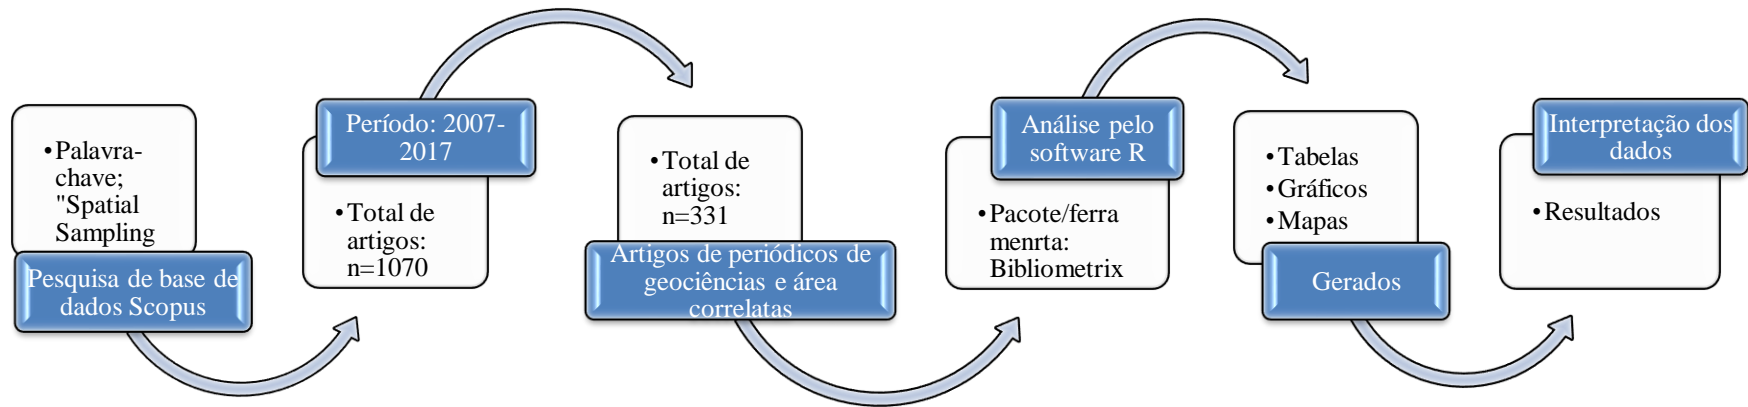 •Palavra-
chave;
"Spatial
Sampling
Pesquisa de base de
dados Scopus
Período: 2007-
2017
•Total de
artigos:
n=1070
•Total de
artigos:
n=331
Artigos de periódicos de
geociências e área
correlatas
Análise pelo
software R
•Pacote/ferra
menrta:
Bibliometrix
•Tabelas
•Gráficos
•Mapas
Gerados
Interpretação dos
dados
•Resultados